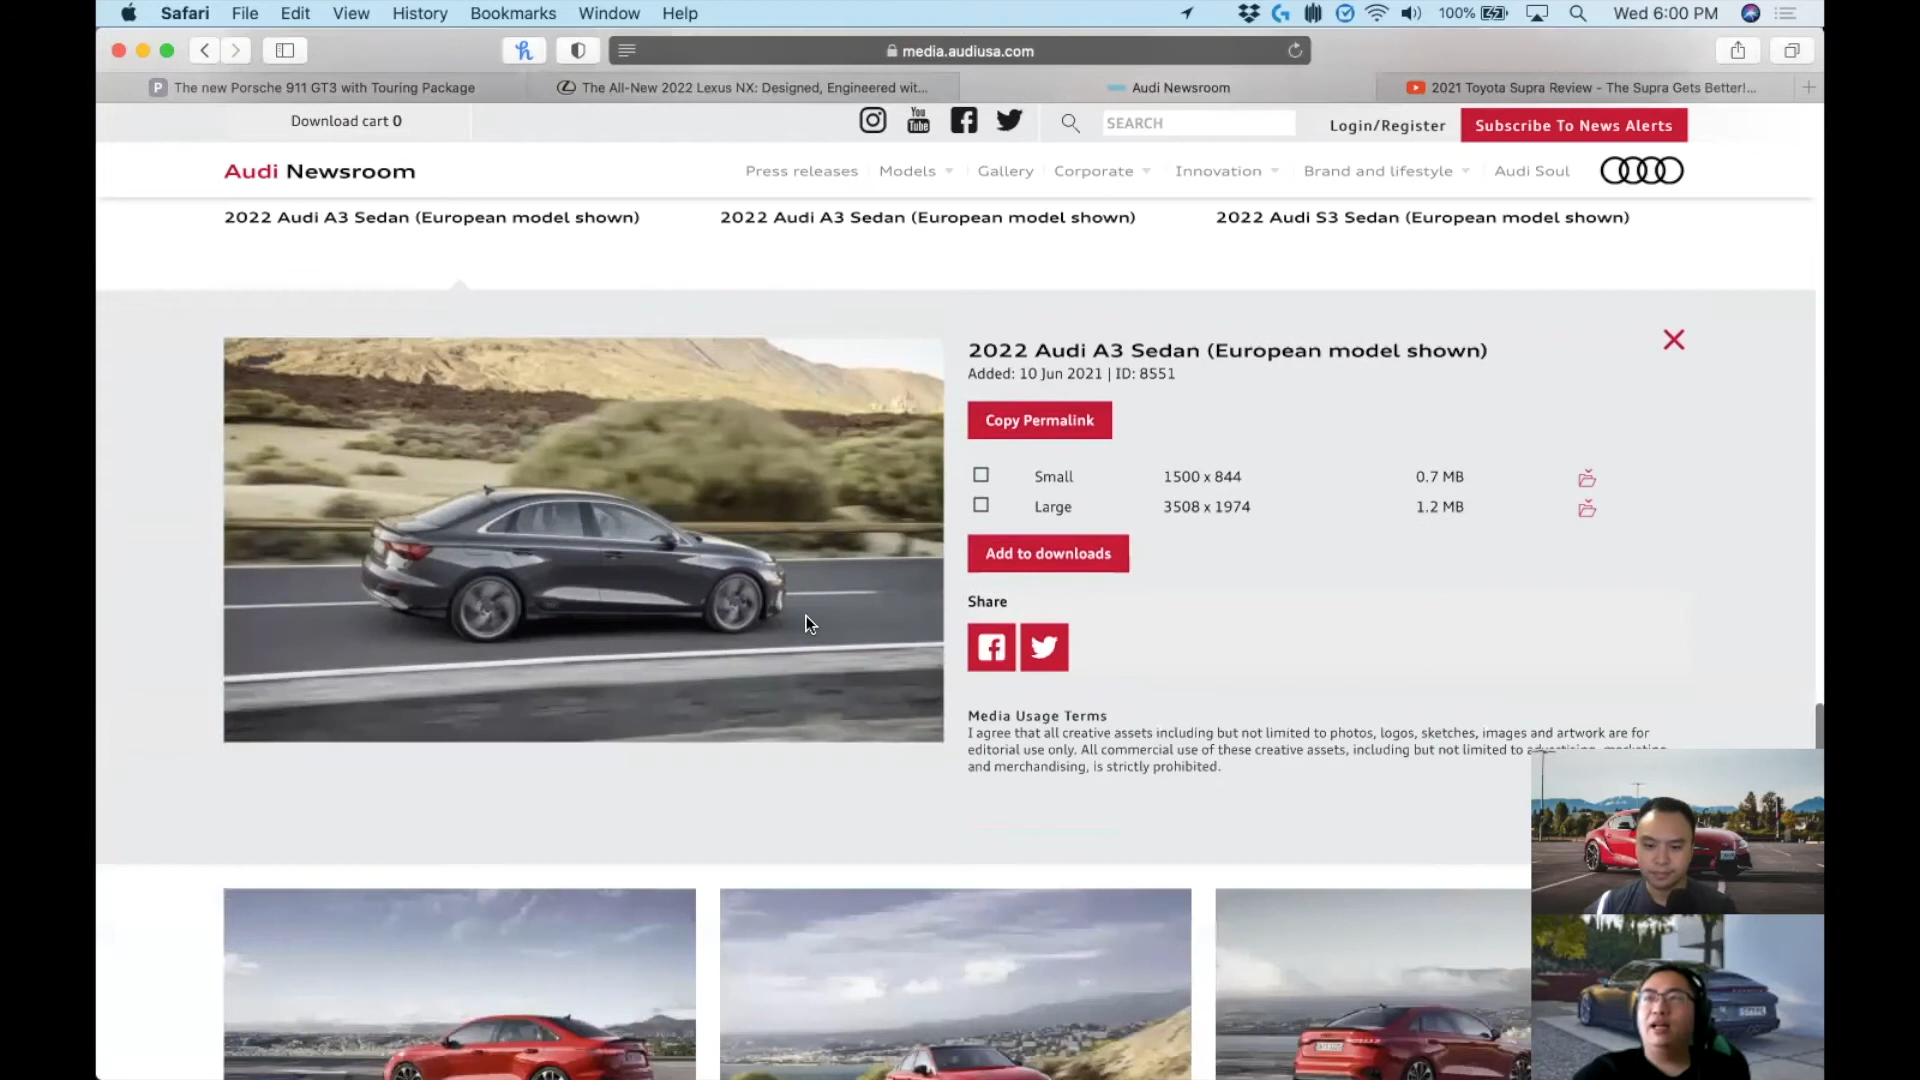 Safari File Edit View History Bookmarks Window Help 100% Wed 6:00 PM
media.audiusa.com
The new Porsche 911 GT3 with Touring Package
The All-New 2022 Lexus NX: Designed, Engineered wit...
Audi Newsroom
2021 Toyota Supra Review - The Supra Gets Better!...
Download cart 0
You Tube
SEARCH
Login/Register
Subscribe To News Alerts
Audi Newsroom
Press releases Models Gallery Corporate Innovation Brand and lifestyle Audi Soul
2022 Audi A3 Sedan (European model shown)
2022 Audi A3 Sedan (European model shown)
2022 Audi S3 Sedan (European model shown)
2022 Audi A3 Sedan (European model shown)
Added: 10 Jun 2021 | ID: 8551
Copy Permalink
Small 1500 x 844 0.7 MB
Large 3508 x 1974 1.2 MB
Add to downloads
Share
Media Usage Terms
I agree that all creative assets including but not limited to photos, logos, sketches, images and artwork are for
editorial use only. All commercial use of these creative assets, including but not limited to advertising, marketing
and merchandising, is strictly prohibited.